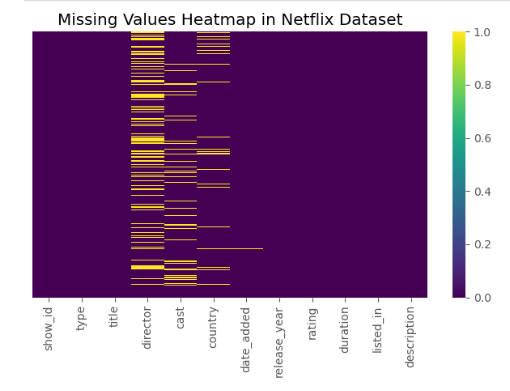 Missing Values Heatmap in Netflix Dataset
1.0
0.8
0.6
0.4
0.2
0.0
show_id
type
title
director
cast
country
date_added
release_year
rating
duration
listed_in
description